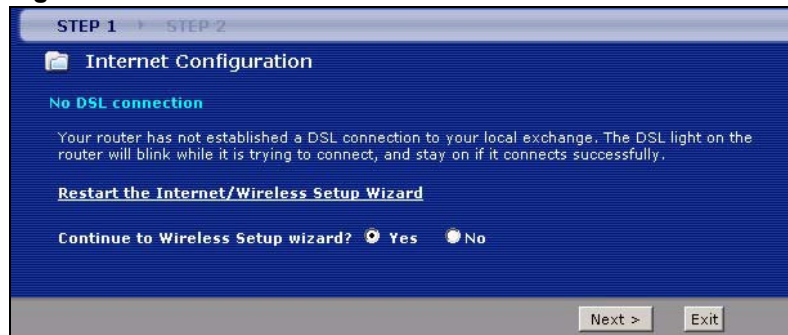 STEP 1 STEP 2
Internet Configuration
No DSL connection
Your router has not established a DSL connection to your local exchange. The DSL light on the
router will blink while it is trying to connect, and stay on if it connects successfully.
Restart the Internet/Wireless Setup Wizard
Continue to Wireless Setup wizard? Yes No
Next > Exit